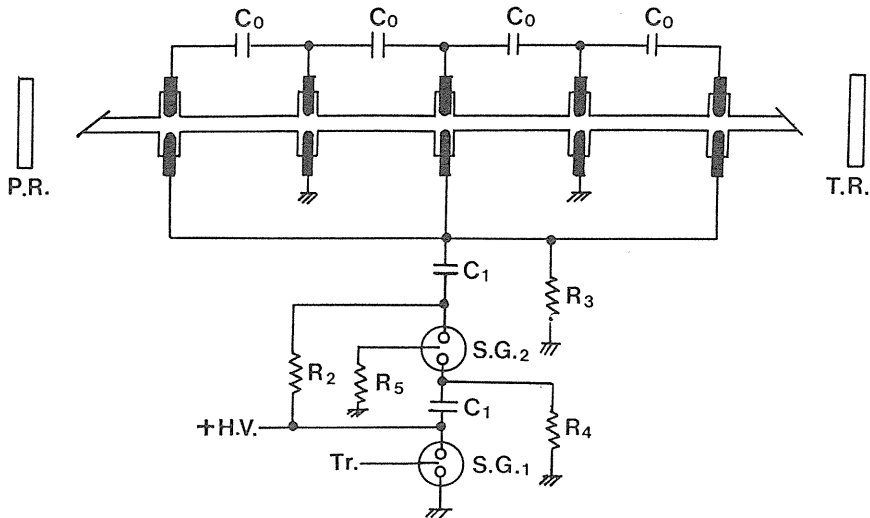 C₀ C₀ C₀ C₀
P.R. T.R.
C₁
R₃
S.G.₂
R₂ R₅
C₁
+H.V. R₄
Tr. S.G.₁